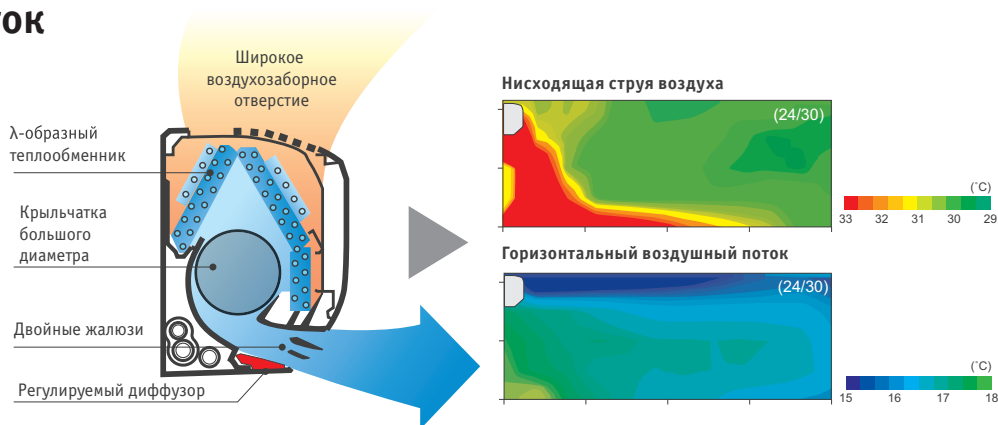 ток
Широкое
воздухозаборное
отверстие
λ-образный
теплообменник
Крыльчатка
большого
диаметра
Двойные жалюзи
Регулируемый диффузор
Нисходящая струя воздуха
(24/30)
(˚C)
33 32 31 30 29
Горизонтальный воздушный поток
(24/30)
(˚C)
15 16 17 18